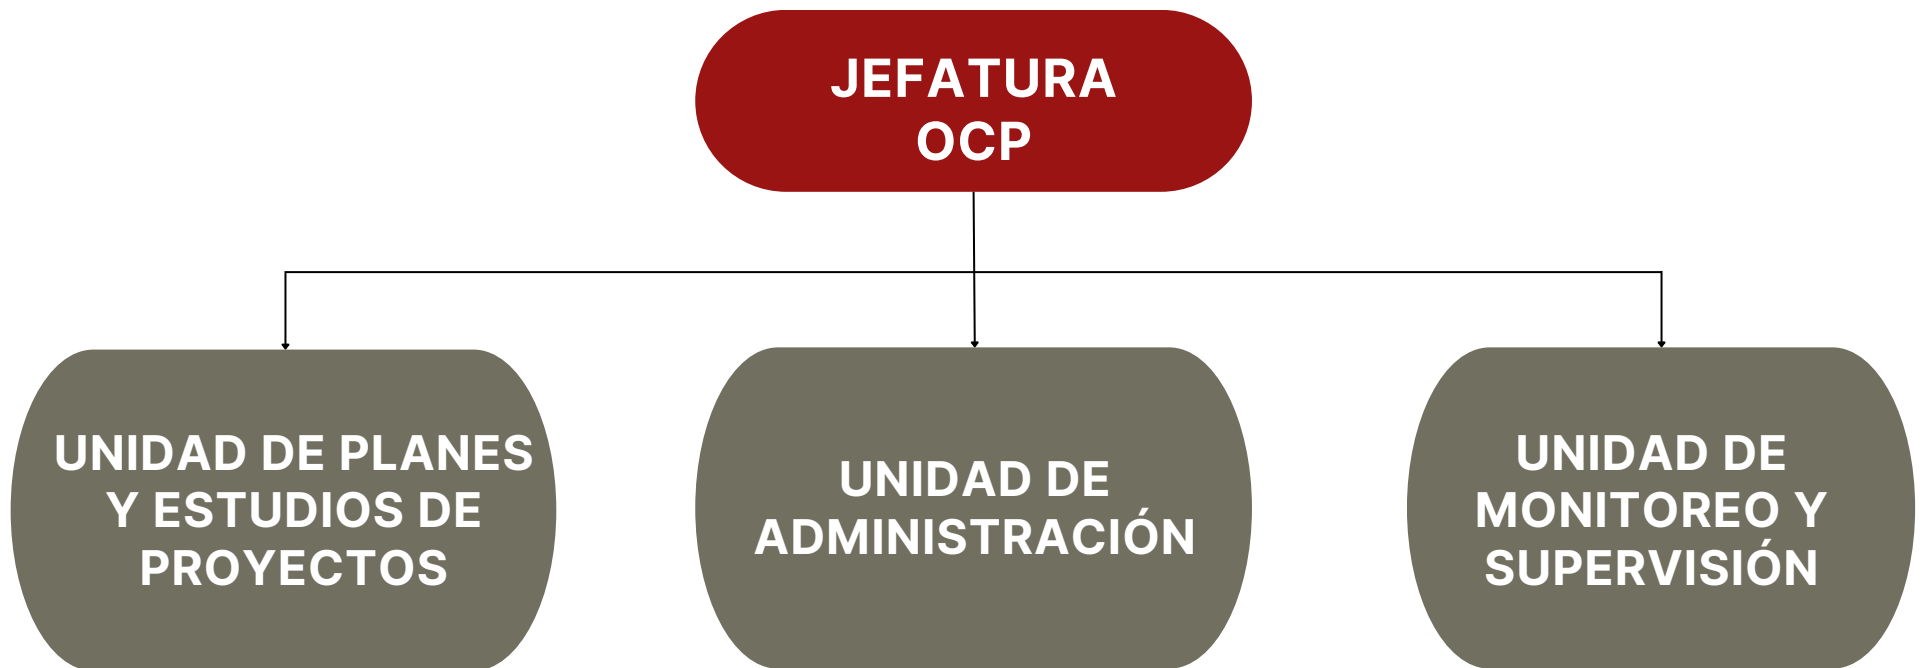 JEFATURA
OCP
UNIDAD DE PLANES
Y ESTUDIOS DE
PROYECTOS
UNIDAD DE
ADMINISTRACIÓN
UNIDAD DE
MONITOREO Y
SUPERVISIÓN